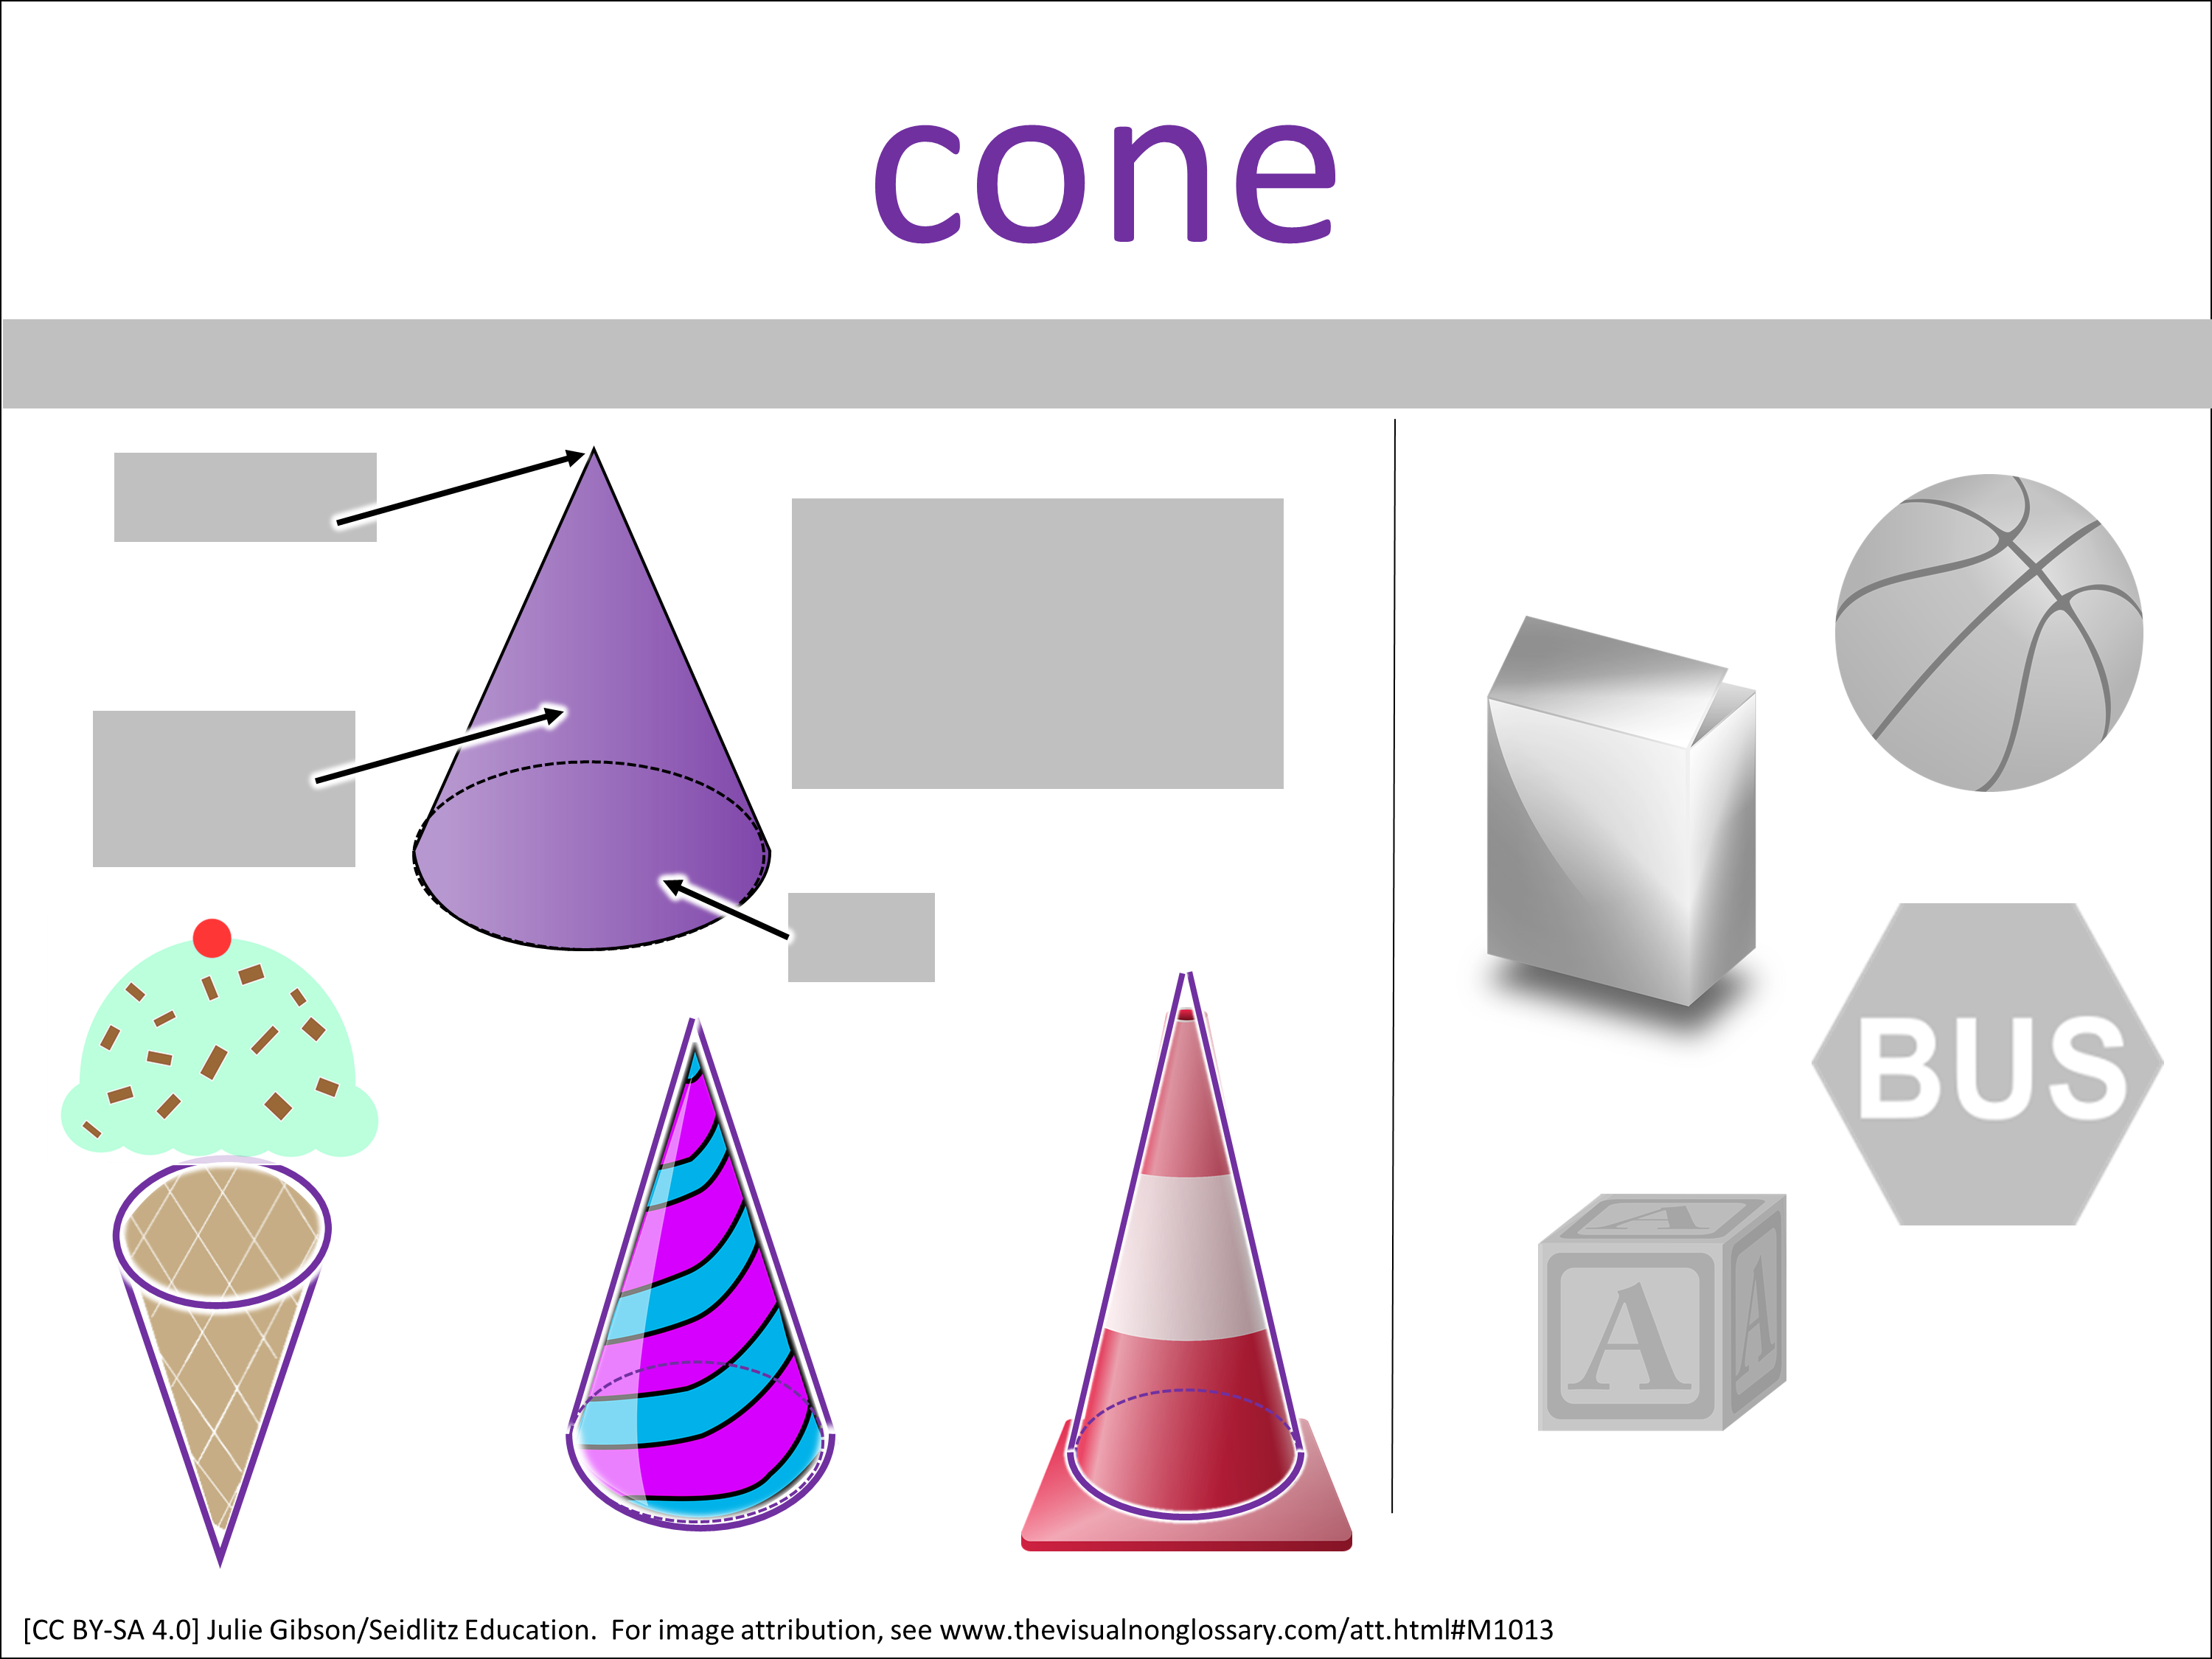 cone
BUS
A
A
A
[CC BY-SA 4.0] Julie Gibson/Seidlitz Education.  For image attribution, see www.thevisualnonglossary.com/att.html#M1013